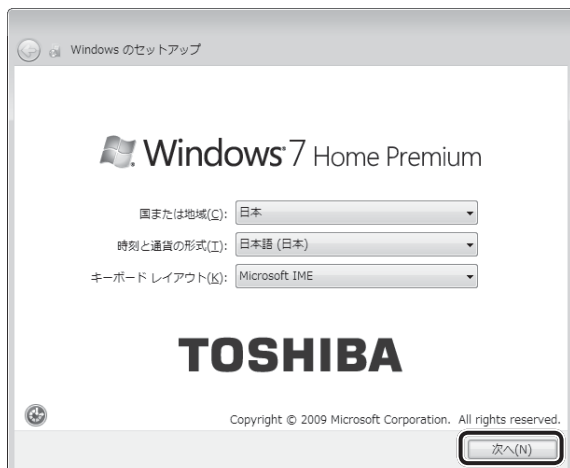 Windows のセットアップ
Windows 7 Home Premium
国または地域(C): 日本
時刻と通貨の形式(T): 日本語 (日本)
キーボード レイアウト(K): Microsoft IME
TOSHIBA
Copyright © 2009 Microsoft Corporation. All rights reserved.
次へ(N)